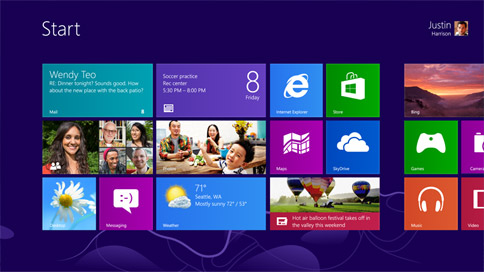 Start
Justin
Harrison
Wendy Teo
RE: Dinner tonight? Sounds good. How
about the new place with the back patio?
Mail
8
Soccer practice
Rec center
5:30 PM – 8:00 PM
8
Friday
Internet Explorer
Store
Bing
Photos
Maps
SkyDrive
Games
Camera
Messaging
71°
Seattle, WA
Mostly sunny 72° / 53°
Weather
Hot air balloon festival takes off in
the valley this weekend
Music
Video